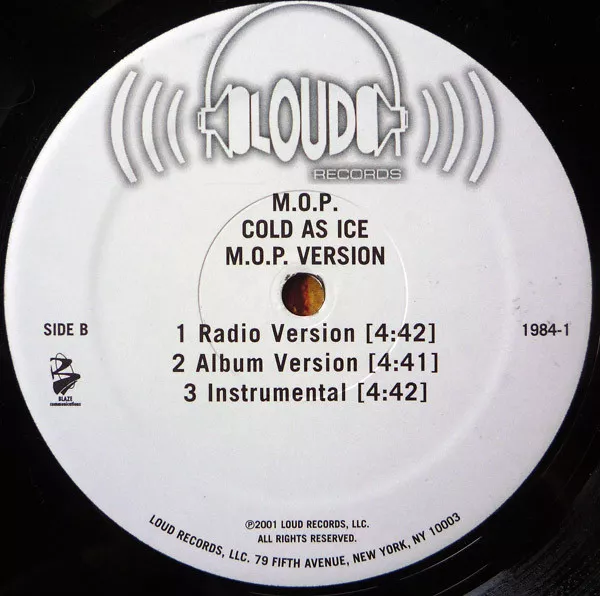 LOUD
RECORDS
M.O.P.
COLD AS ICE
M.O.P. VERSION
SIDE B
1984-1
1 Radio Version [4:42]
2 Album Version [4:41]
3 Instrumental [4:42]
BLAZE
communications
℗2001 LOUD RECORDS, LLC.
ALL RIGHTS RESERVED.
LOUD RECORDS, LLC. 79 FIFTH AVENUE, NEW YORK, NY 10003